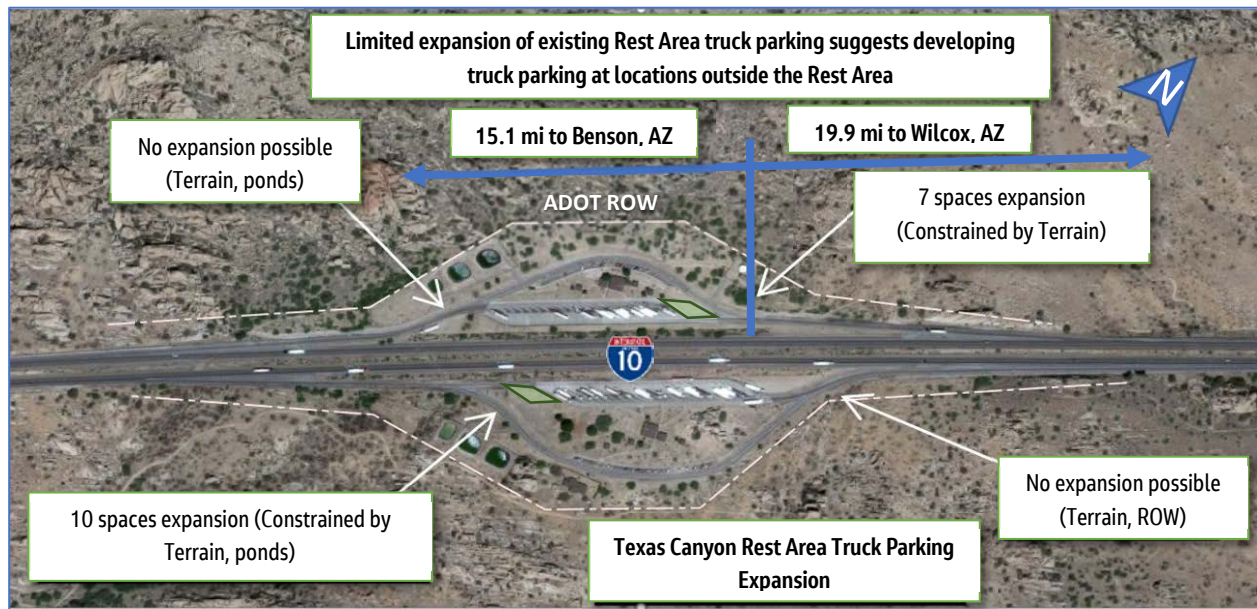 Limited expansion of existing Rest Area truck parking suggests developing
truck parking at locations outside the Rest Area
N
15.1 mi to Benson, AZ
19.9 mi to Wilcox, AZ
No expansion possible
(Terrain, ponds)
ADOT ROW
7 spaces expansion
(Constrained by Terrain)
INTERSTATE
10
10 spaces expansion (Constrained by
Terrain, ponds)
Texas Canyon Rest Area Truck Parking
Expansion
No expansion possible
(Terrain, ROW)